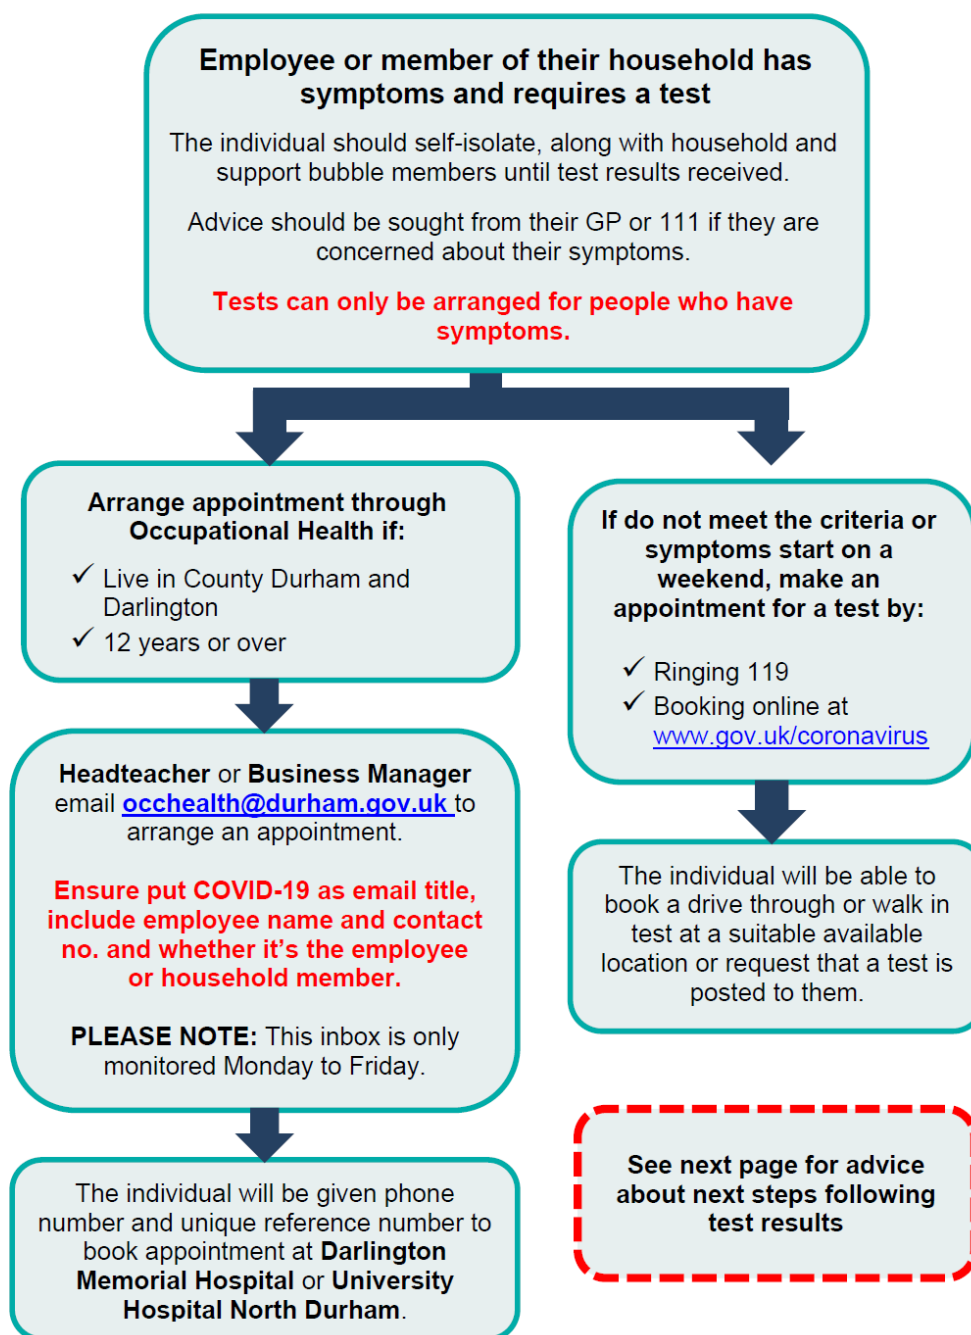 Employee or member of their household has
symptoms and requires a test
The individual should self-isolate, along with household and
support bubble members until test results received.
Advice should be sought from their GP or 111 if they are
concerned about their symptoms.
Tests can only be arranged for people who have
symptoms.
Arrange appointment through
Occupational Health if:
✓ Live in County Durham and
Darlington
✓ 12 years or over
Headteacher or Business Manager
email occhealth@durham.gov.uk to
arrange an appointment.
Ensure put COVID-19 as email title,
include employee name and contact
no. and whether it's the employee
or household member.
PLEASE NOTE: This inbox is only
monitored Monday to Friday.
The individual will be given phone
number and unique reference number to
book appointment at Darlington
Memorial Hospital or University
Hospital North Durham.
If do not meet the criteria or
symptoms start on a
weekend, make an
appointment for a test by:
✓ Ringing 119
✓ Booking online at
www.gov.uk/coronavirus
The individual will be able to
book a drive through or walk in
test at a suitable available
location or request that a test is
posted to them.
See next page for advice
about next steps following
test results